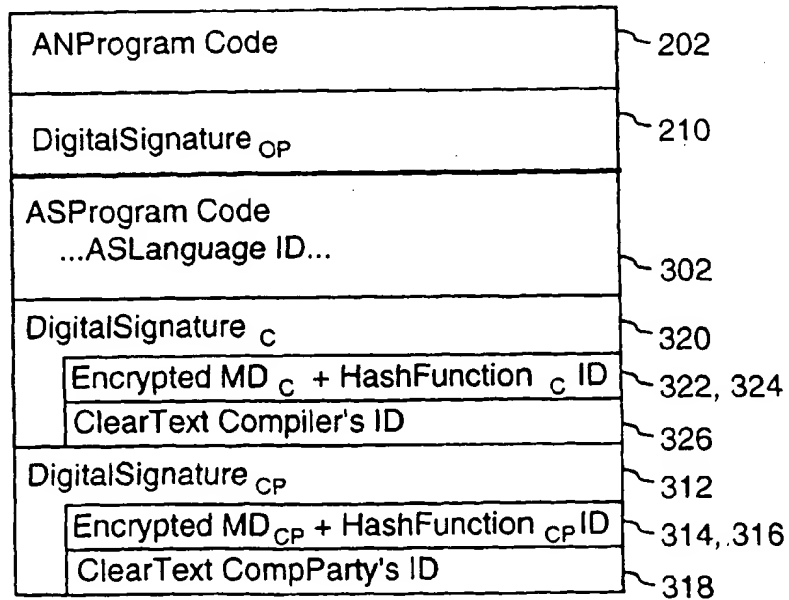 ANProgram Code 202
DigitalSignature OP 210
ASProgram Code
...ASLanguage ID... 302
DigitalSignature C 320
Encrypted MD C + HashFunction C ID 322, 324
ClearText Compiler's ID 326
DigitalSignature CP 312
Encrypted MD CP + HashFunction CP ID 314, 316
ClearText CompParty's ID 318